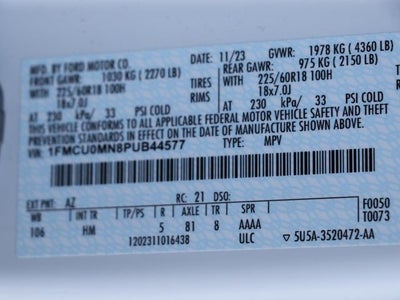 MFD. BY FORD MOTOR CO. 11/23 GVWR: 1978 KG ( 4360 LB)
FRONT GAWR: 1030 KG ( 2270 LB) REAR GAWR: 975 KG ( 2150 LB)
WITH 225/60R18 100H TIRES WITH 225/60R18 100H
18x7.0J RIMS 18x7.0J
AT 230 kPa/ 33 PSI COLD AT 230 kPa/ 33 PSI COLD
THIS VEHICLE CONFORMS TO ALL APPLICABLE FEDERAL MOTOR VEHICLE SAFETY AND THEFT PREVENTION STANDARDS IN EFFECT ON THE DATE OF MANUFACTURE SHOWN ABOVE.
VIN: 1FMCU0MN8PUB44577 TYPE: MPV
EXT PNT: AZ RC: 21 DSO: F0050
WB INT TR TP/PS R AXLE TR SPR T0073
106 HM 5 81 8 AAAA
1202311016438 ULC ▽ 5U5A-3520472-AA